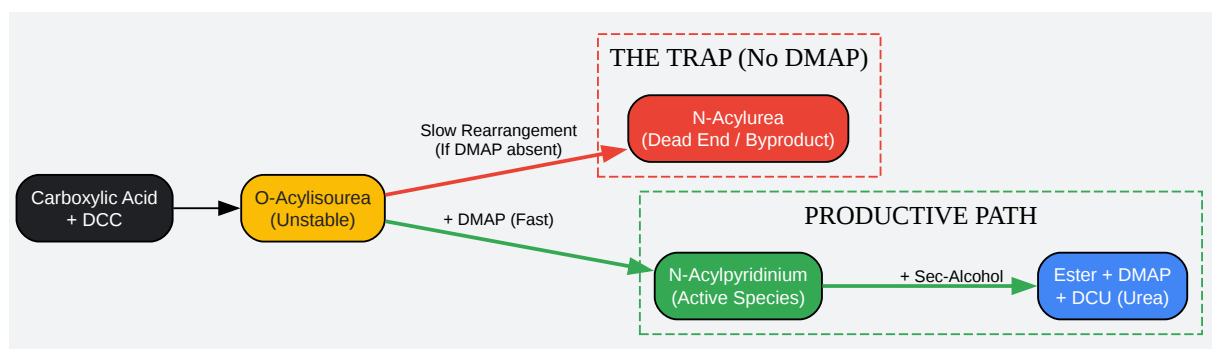 THE TRAP (No DMAP)
N-Acylurea
(Dead End / Byproduct)
Slow Rearrangement
(If DMAP absent)
Carboxylic Acid
+ DCC
O-Acylisourea
(Unstable)
+ DMAP (Fast)
PRODUCTIVE PATH
N-Acylpyridinium
(Active Species)
+ Sec-Alcohol
Ester + DMAP
+ DCU (Urea)